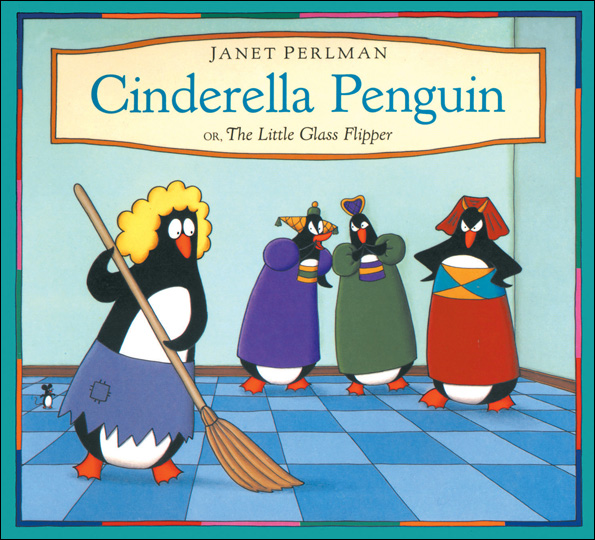 JANET PERLMAN
Cinderella Penguin
OR, The Little Glass Flipper